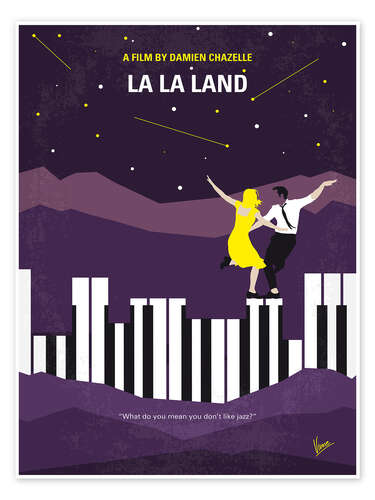 A FILM BY DAMIEN CHAZELLE
LA LA LAND
"What do you mean you don't like jazz?"